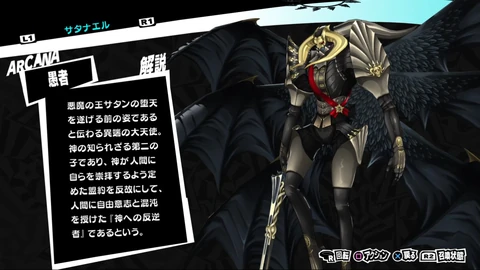 L1
サタナエル
R1
ARCANA
愚者
解説
悪魔の王サタンの堕天
を遂げる前の姿である
と伝わる異端の大天使。
神の知られざる第二の
子であり、神が人間に
自らを崇拝するよう定
めた盟約を反故にして、
人間に自由意志と混沌
を授けた『神への反逆
者』であるという。
R 回転 アクション 戻る R2 召喚状態